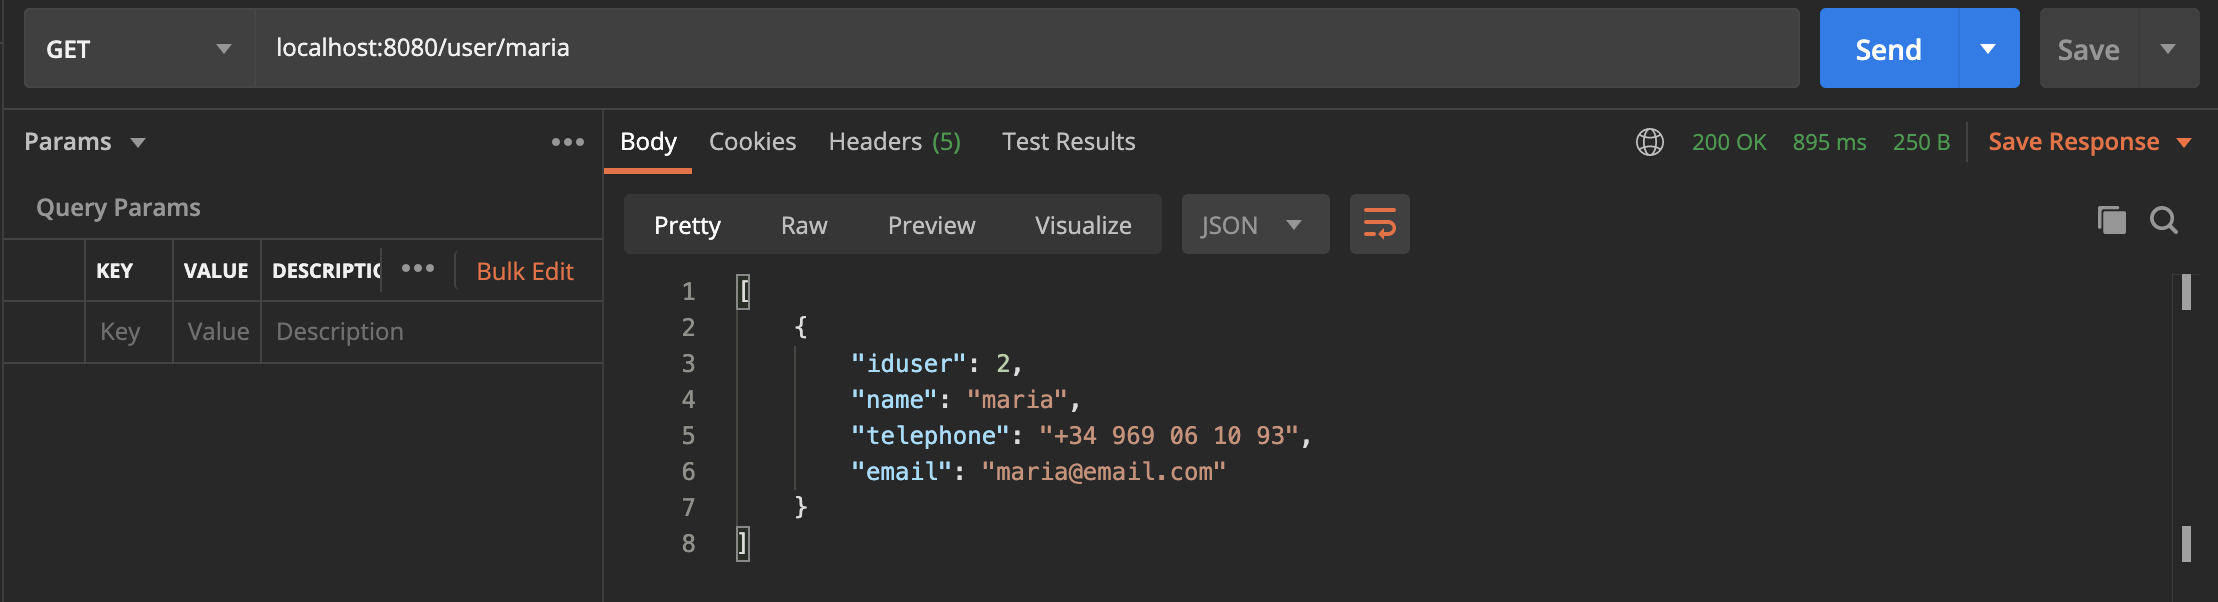 GET localhost:8080/user/maria Send Save
Params ••• Body Cookies Headers (5) Test Results 200 OK 895 ms 250 B Save Response
Query Params
Pretty Raw Preview Visualize JSON
KEY VALUE DESCRIPTIO ••• Bulk Edit
Key Value Description
1 [
2 {
3 "iduser": 2,
4 "name": "maria",
5 "telephone": "+34 969 06 10 93",
6 "email": "maria@email.com"
7 }
8 ]